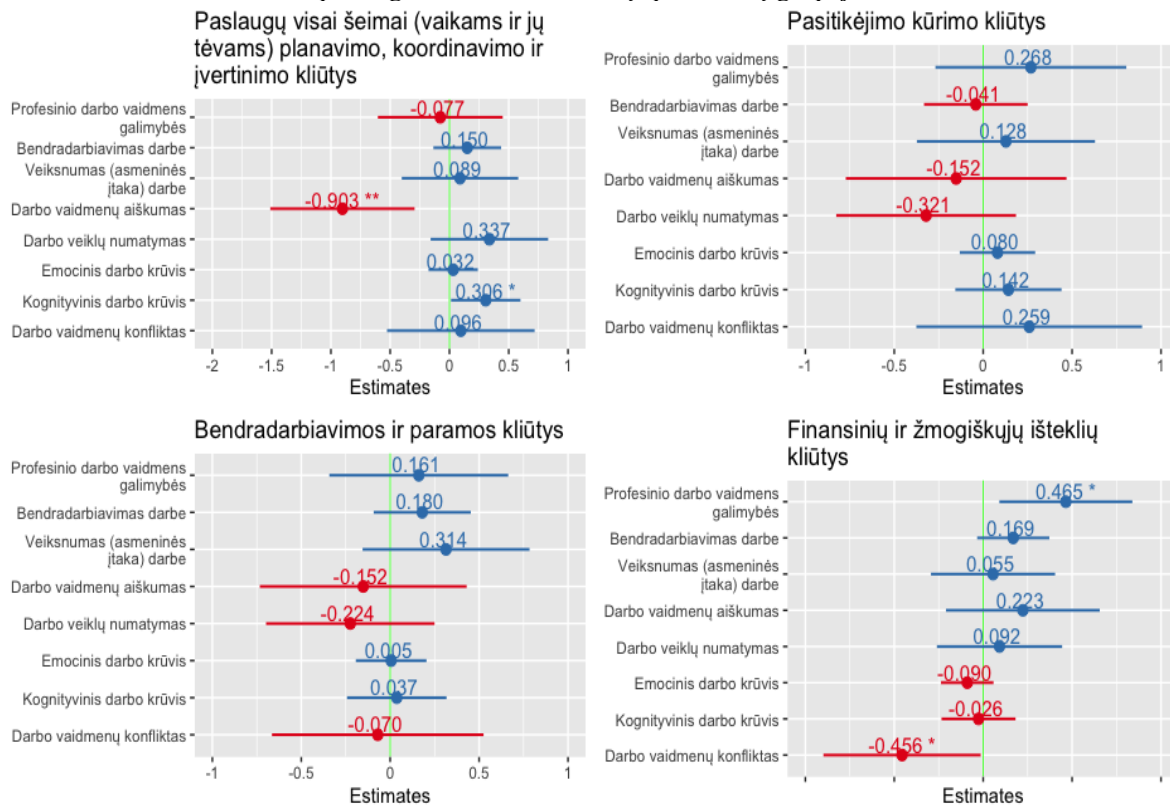 Paslaugų visai šeimai (vaikams ir jų
tėvams) planavimo, koordinavimo ir
įvertinimo kliūtys
Profesinio darbo vaidmens
galimybės
-0.077
Bendradarbiavimas darbe
0.150
Veiksnumas (asmeninės
įtaka) darbe
0.089
Darbo vaidmenų aiškumas
-0.903 **
Darbo veiklų numatymas
0.337
Emocinis darbo krūvis
0.032
Kognityvinis darbo krūvis
0.306 *
Darbo vaidmenų konfliktas
0.096
-2 -1 -0.5 0 0.5 1
Estimates
Pasitikėjimo kūrimo kliūtys
Profesinio darbo vaidmens
galimybės
0.268
Bendradarbiavimas darbe
-0.041
Veiksnumas (asmeninės
įtaka) darbe
0.128
Darbo vaidmenų aiškumas
-0.152
Darbo veiklų numatymas
-0.321
Emocinis darbo krūvis
0.080
Kognityvinis darbo krūvis
0.142
Darbo vaidmenų konfliktas
0.259
-1 -0.5 0 0.5 1
Estimates
Bendradarbiavimos ir paramos kliūtys
Profesinio darbo vaidmens
galimybės
0.161
Bendradarbiavimas darbe
0.180
Veiksnumas (asmeninės
įtaka) darbe
0.314
Darbo vaidmenų aiškumas
-0.152
Darbo veiklų numatymas
-0.224
Emocinis darbo krūvis
0.005
Kognityvinis darbo krūvis
0.037
Darbo vaidmenų konfliktas
-0.070
-1 -0.5 0 0.5 1
Estimates
Finansinių ir žmogiškųjų išteklių
kliūtys
Profesinio darbo vaidmens
galimybės
0.465 *
Bendradarbiavimas darbe
0.169
Veiksnumas (asmeninės
įtaka) darbe
0.055
Darbo vaidmenų aiškumas
0.223
Darbo veiklų numatymas
0.092
Emocinis darbo krūvis
-0.090
Kognityvinis darbo krūvis
-0.026
Darbo vaidmenų konfliktas
-0.456 *
-1 -0.5 0 0.5 1
Estimates